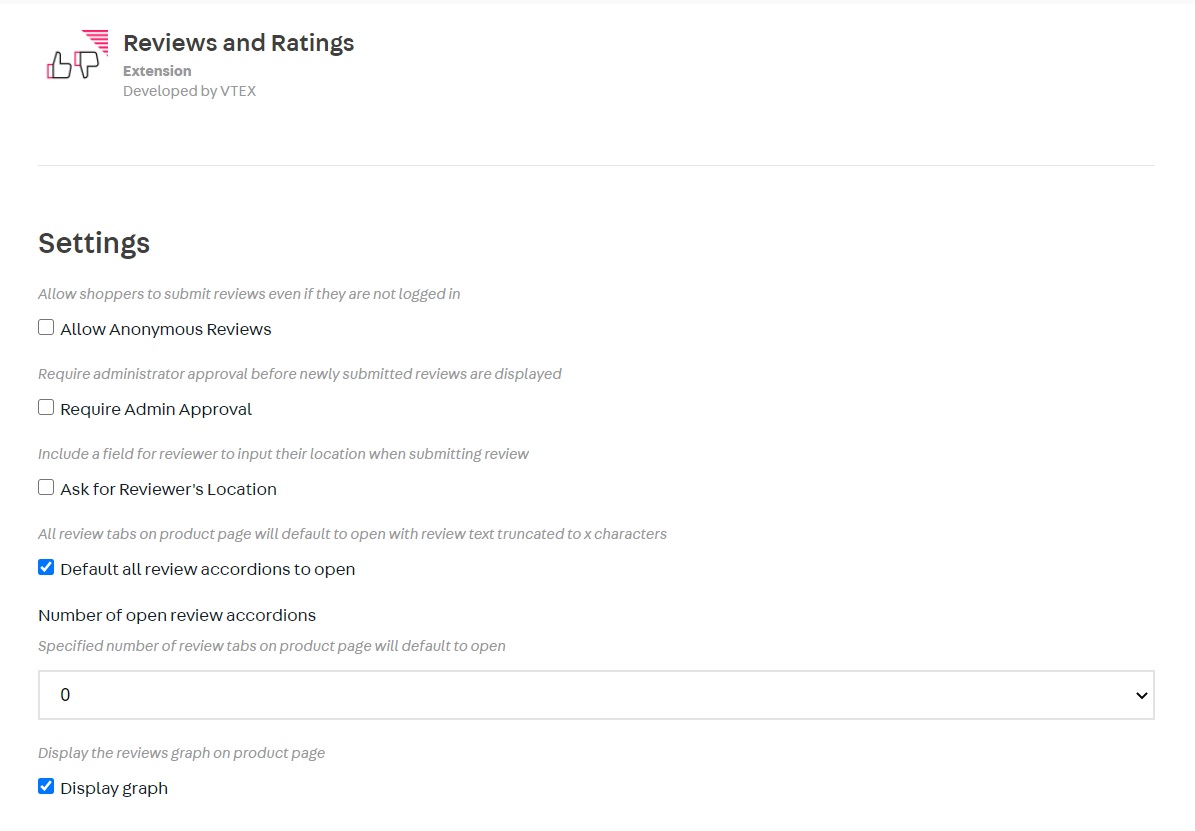 Reviews and Ratings
Extension
Developed by VTEX
Settings
Allow shoppers to submit reviews even if they are not logged in
Allow Anonymous Reviews
Require administrator approval before newly submitted reviews are displayed
Require Admin Approval
Include a field for reviewer to input their location when submitting review
Ask for Reviewer's Location
All review tabs on product page will default to open with review text truncated to x characters
Default all review accordions to open
Number of open review accordions
Specified number of review tabs on product page will default to open
0
Display the reviews graph on product page
Display graph